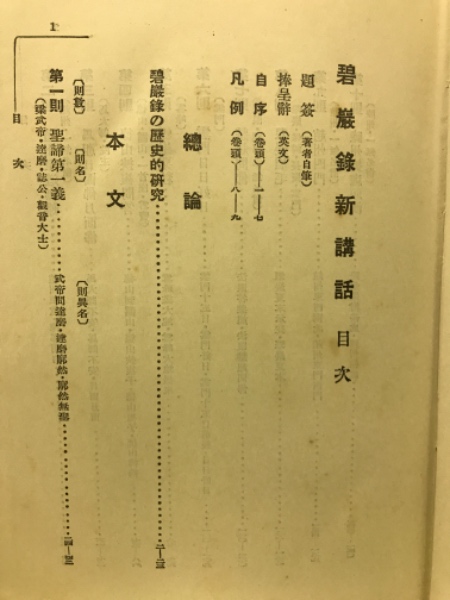 碧巖錄新講話 目次
題簽（著者自筆）
捧呈辭（英文）
自序（卷頭）一——七
凡例（卷頭）八——九
總論
碧巖錄の歷史的研究
本文
〔則數〕 〔則名〕 〔則異名〕
第一則 聖諦第一義 武帝問達磨・達磨廓然・廓然無聖
（梁武帝・達磨・誌公・觀音大士）
目次
1